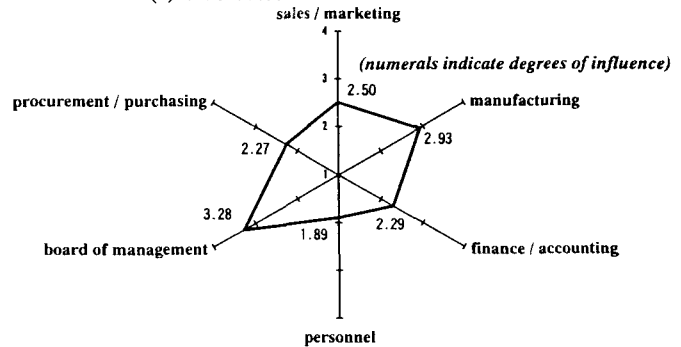 sales / marketing
4
(numerals indicate degrees of influence)
3
2.50
procurement / purchasing
manufacturing
2
2.93
2.27
1
3.28
2.29
1.89
board of management
finance / accounting
personnel